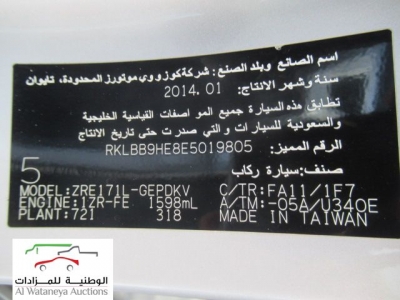 اسم الصانع وبلد الصنع: شركة كوزووي موتورز المحدودة، تايوان
سنة وشهر الانتاج: 2014.01
تطابق هذه السيارة جميع المواصفات القياسية الخليجية
والسعودية للسيارات و التي صدرت حتى تاريخ الانتاج
الرقم المميز: RKLBB9HE8E5019805
صنف: سيارة ركاب
5
MODEL: ZRE171L-GEPDKV C/TR: FA11/1F7
ENGINE: 1ZR-FE 1598mL A/TM: -05A/U340E
PLANT: 721 318 MADE IN TAIWAN
الوطنية للمزادات
Al Wataneya Auctions